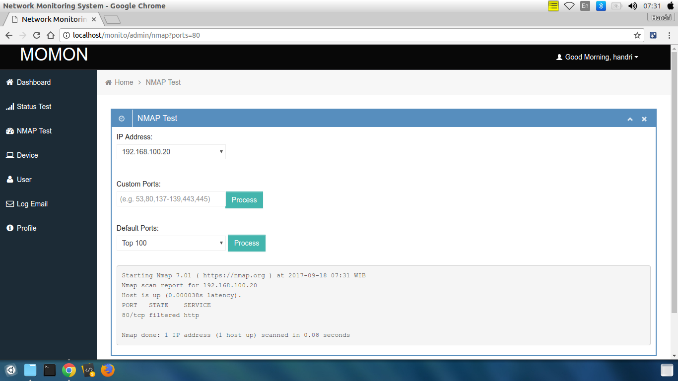 Network Monitoring System - Google Chrome
En
07:31
Network Monitorin
Handri
localhost/monito/admin/nmap?ports=80
MOMON
Good Morning, handri
Dashboard
Status Test
NMAP Test
Device
User
Log Email
Profile
Home > NMAP Test
NMAP Test
IP Address:
192.168.100.20
Custom Ports:
(e.g. 53,80,137-139,443,445)
Process
Default Ports:
Top 100
Process
Starting Nmap 7.01 ( https://nmap.org ) at 2017-09-18 07:31 WIB
Nmap scan report for 192.168.100.20
Host is up (0.000038s latency).
PORT STATE SERVICE
80/tcp filtered http
Nmap done: 1 IP address (1 host up) scanned in 0.08 seconds